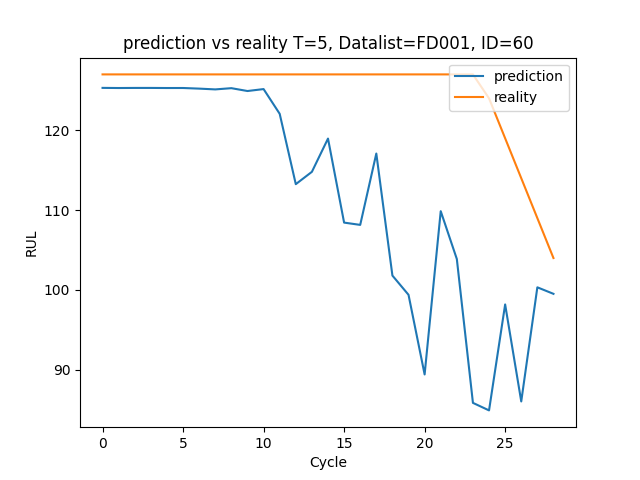 prediction vs reality T=5, Datalist=FD001, ID=60
prediction
reality
RUL
120
110
100
90
0 5 10 15 20 25
Cycle